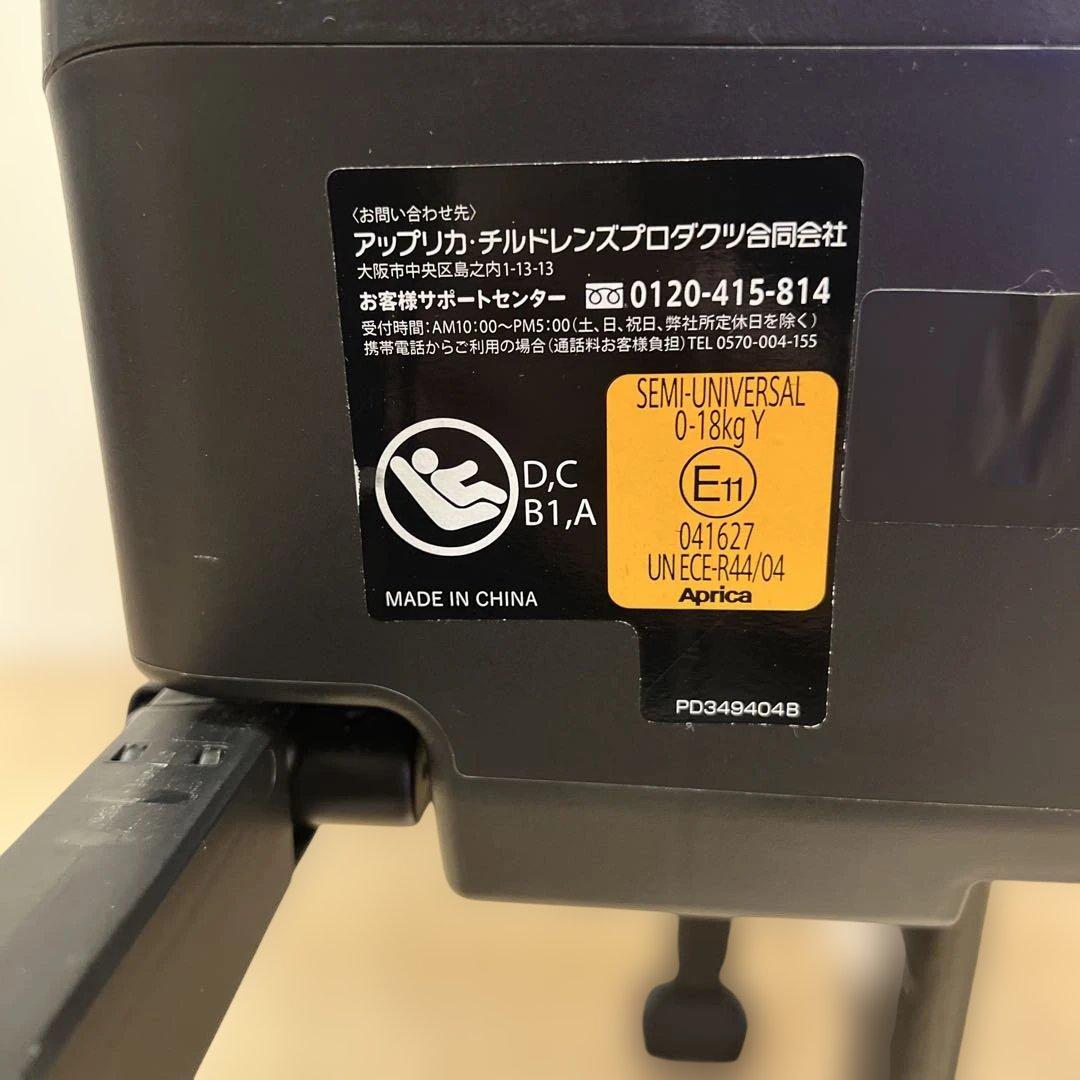 〈お問い合わせ先〉
アップリカ・チルドレンズプロダクツ合同会社
大阪市中央区島之内1-13-13
お客様サポートセンター 0120-415-814
受付時間：AM10：00〜PM5：00（土、日、祝日、弊社所定休日を除く）
携帯電話からご利用の場合（通話料お客様負担）TEL 0570-004-155
D,C
B1,A
MADE IN CHINA
SEMI-UNIVERSAL
0-18kg Y
E11
041627
UN ECE-R44/04
Aprica
PD349404B